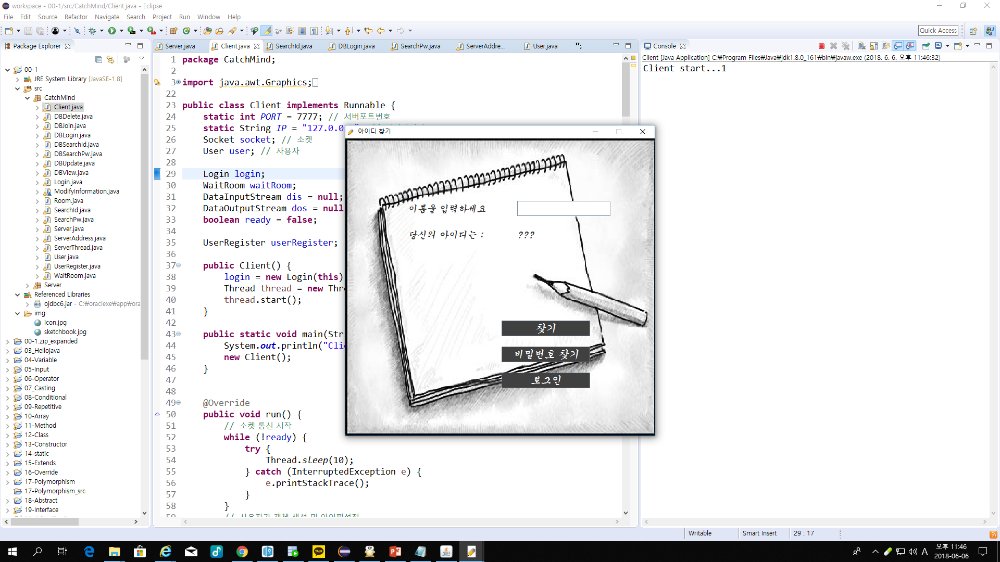 workspace - 00-1/src/CatchMind/Client.java - Eclipse
File Edit Source Refactor Navigate Search Project Run Window Help
Quick Access
Package Explorer
00-1
JRE System Library [JavaSE-1.8]
src
CatchMind
Client.java
DBDelete.java
DBJoin.java
DBLogin.java
DBSearchId.java
DBSearchPw.java
DBUpdate.java
DBView.java
Login.java
ModifyInformation.java
Room.java
SearchId.java
SearchPw.java
Server.java
ServerAddress.java
ServerThread.java
User.java
UserRegister.java
WaitRoom.java
Server
Referenced Libraries
ojdbc6.jar - C:₩oraclexe₩app₩ora
img
icon.jpg
sketchbook.jpg
00-1.zip_expanded
03_Hellojava
04-Variable
05-Input
06-Operator
07_Casting
08-Conditional
09-Repetitive
10-Array
11-Method
12-Class
13-Constructor
14-static
15-Extends
16-Override
17-Polymorphism
17-Polymorphism_src
18-Abstract
19-Interface
Server.java Client.java SearchId.java DBLogin.java SearchPw.java ServerAddre... User.java »3
1 package CatchMind;
2
3 import java.awt.Graphics;
22
23 public class Client implements Runnable {
24 static int PORT = 7777; // 서버포트번호
25 static String IP = "127.0.0
26 Socket socket; // 소켓
27 User user; // 사용자
28
29 Login login;
30 WaitRoom waitRoom;
31 DataInputStream dis = null;
32 DataOutputStream dos = null
33 boolean ready = false;
34
35 UserRegister userRegister;
36
37 public Client() {
38 login = new Login(this)
39 Thread thread = new Thre
40 thread.start();
41 }
42
43 public static void main(Stri
44 System.out.println("Clie
45 new Client();
46 }
47
48
49 @Override
50 public void run() {
51 // 소켓 통신 시작
52 while (!ready) {
53 try {
54 Thread.sleep(10);
55 } catch (InterruptedException e) {
56 e.printStackTrace();
57 }
58 }
59 // 사용자가 객체 생성 및 아이피설정
아이디 찾기
이름을 입력하세요
당신의 아이디는 : ???
찾기
비밀번호 찾기
로그인
Console
Client [Java Application] C:₩Program Files₩Java₩jdk1.8.0_161₩bin₩javaw.exe (2018. 6. 6. 오후 11:46:32)
Client start...1
Writable Smart Insert 29 : 17
TALK
A
오후 11:46
2018-06-06